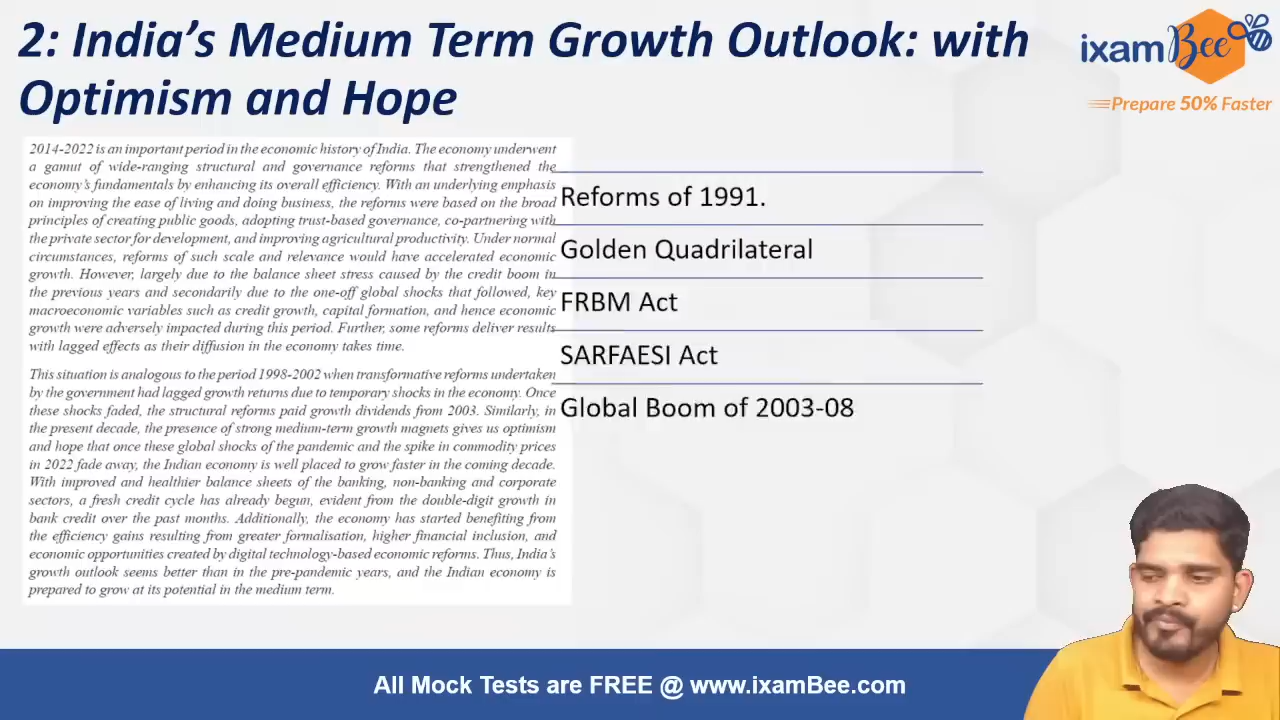 2: India’s Medium Term Growth Outlook: with
Optimism and Hope
ixamBee
Prepare 50% Faster
2014-2022 is an important period in the economic history of India. The economy underwent
a gamut of wide-ranging structural and governance reforms that strengthened the
economy’s fundamentals by enhancing its overall efficiency. With an underlying emphasis
on improving the ease of living and doing business, the reforms were based on the broad
principles of creating public goods, adopting trust-based governance, co-partnering with
the private sector for development, and improving agricultural productivity. Under normal
circumstances, reforms of such scale and relevance would have accelerated economic
growth. However, largely due to the balance sheet stress caused by the credit boom in
the previous years and secondarily due to the one-off global shocks that followed, key
macroeconomic variables such as credit growth, capital formation, and hence economic
growth were adversely impacted during this period. Further, some reforms deliver results
with lagged effects as their diffusion in the economy takes time.
This situation is analogous to the period 1998-2002 when transformative reforms undertaken
by the government had lagged growth returns due to temporary shocks in the economy. Once
these shocks faded, the structural reforms paid growth dividends from 2003. Similarly, in
the present decade, the presence of strong medium-term growth magnets gives us optimism
and hope that once these global shocks of the pandemic and the spike in commodity prices
in 2022 fade away, the Indian economy is well placed to grow faster in the coming decade.
With improved and healthier balance sheets of the banking, non-banking and corporate
sectors, a fresh credit cycle has already begun, evident from the double-digit growth in
bank credit over the past months. Additionally, the economy has started benefiting from
the efficiency gains resulting from greater formalisation, higher financial inclusion, and
economic opportunities created by digital technology-based economic reforms. Thus, India’s
growth outlook seems better than in the pre-pandemic years, and the Indian economy is
prepared to grow at its potential in the medium term.
Reforms of 1991.
Golden Quadrilateral
FRBM Act
SARFAESI Act
Global Boom of 2003-08
All Mock Tests are FREE @ www.ixamBee.com